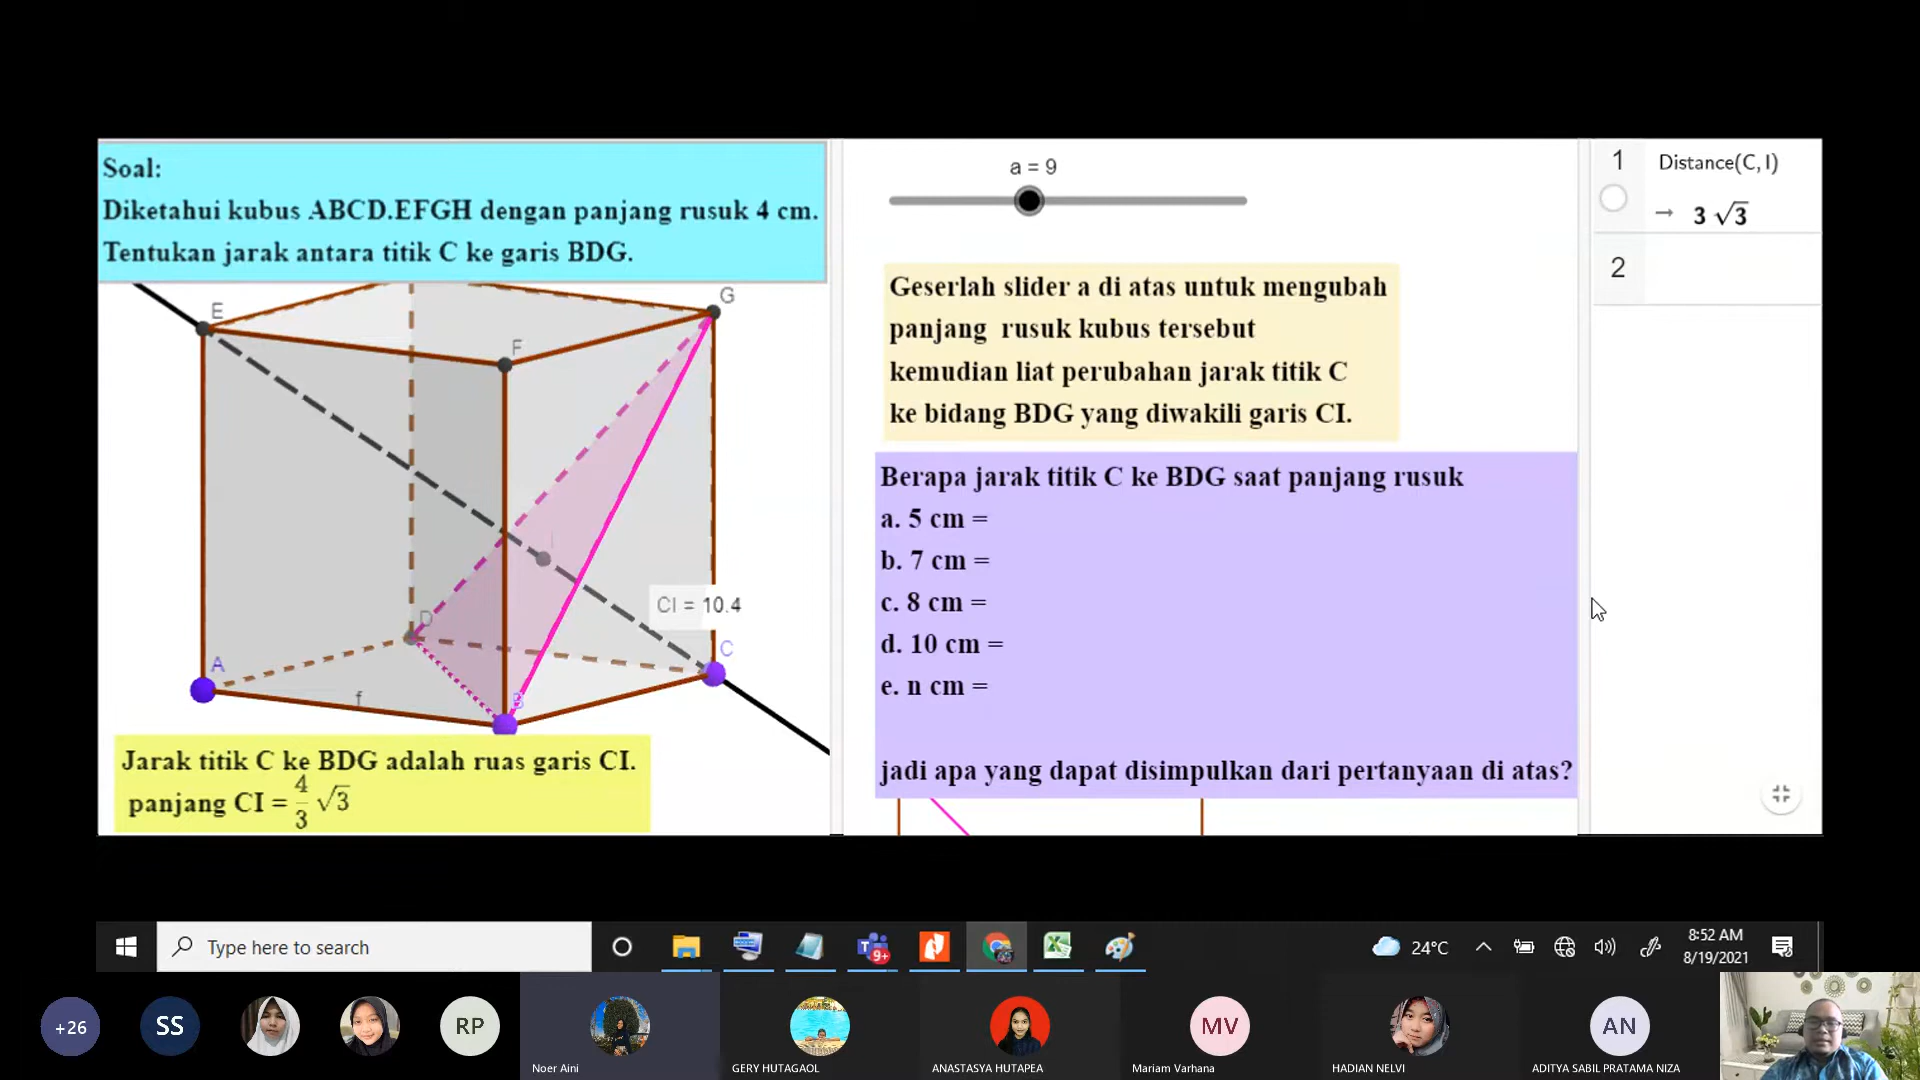 Soal:
Diketahui kubus ABCD.EFGH dengan panjang rusuk 4 cm.
Tentukan jarak antara titik C ke garis BDG.
E
G
F
I
CI = 10.4
D
C
A
B
f
Jarak titik C ke BDG adalah ruas garis CI.
panjang CI = 4/3 √3
a = 9
Geserlah slider a di atas untuk mengubah
panjang rusuk kubus tersebut
kemudian liat perubahan jarak titik C
ke bidang BDG yang diwakili garis CI.
Berapa jarak titik C ke BDG saat panjang rusuk
a. 5 cm =
b. 7 cm =
c. 8 cm =
d. 10 cm =
e. n cm =
jadi apa yang dapat disimpulkan dari pertanyaan di atas?
1
Distance(C, I)
→ 3 √3
2
Type here to search
9+
24°C
8:52 AM
8/19/2021
+26
SS
RP
MV
AN
Noer Aini
GERY HUTAGAOL
ANASTASYA HUTAPEA
Mariam Varhana
HADIAN NELVI
ADITYA SABIL PRATAMA NIZA